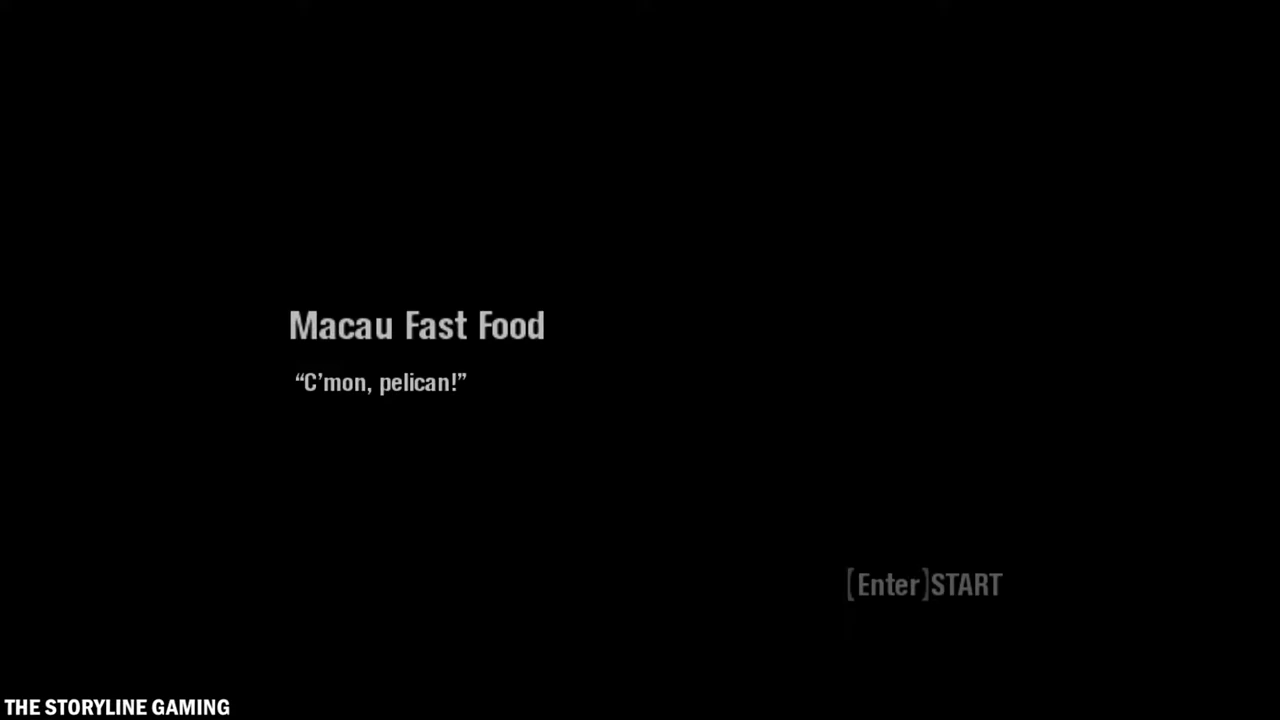 Macau Fast Food
“C’mon, pelican!”
[Enter]START
THE STORYLINE GAMING